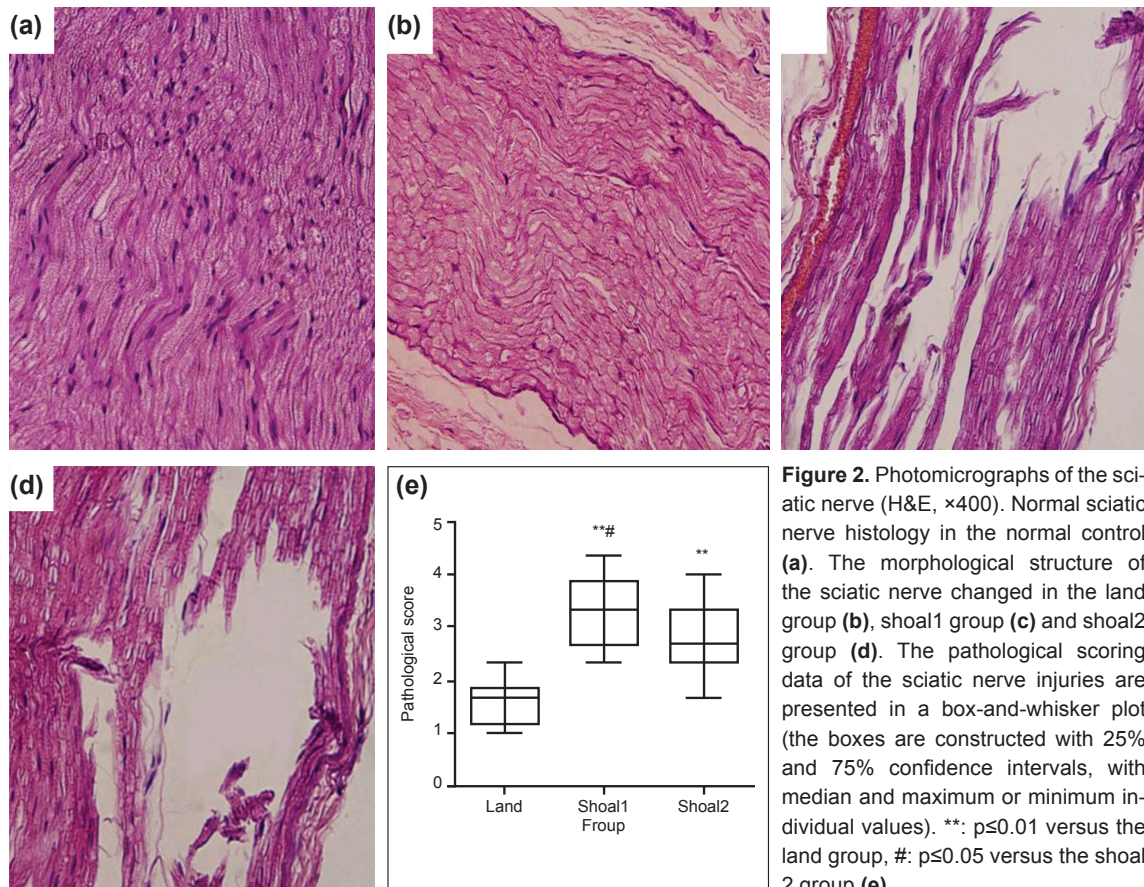 (a)
(b)
(d)
(e)
Pathological score
5
4
3
2
1
0
**#
**
Land
Shoal1
Shoal2
Froup
Figure 2. Photomicrographs of the sci-
atic nerve (H&E, ×400). Normal sciatic
nerve histology in the normal control
(a). The morphological structure of
the sciatic nerve changed in the land
group (b), shoal1 group (c) and shoal2
group (d). The pathological scoring
data of the sciatic nerve injuries are
presented in a box-and-whisker plot
(the boxes are constructed with 25%
and 75% confidence intervals, with
median and maximum or minimum in-
dividual values). **: p≤0.01 versus the
land group, #: p≤0.05 versus the shoal
2 group (e).